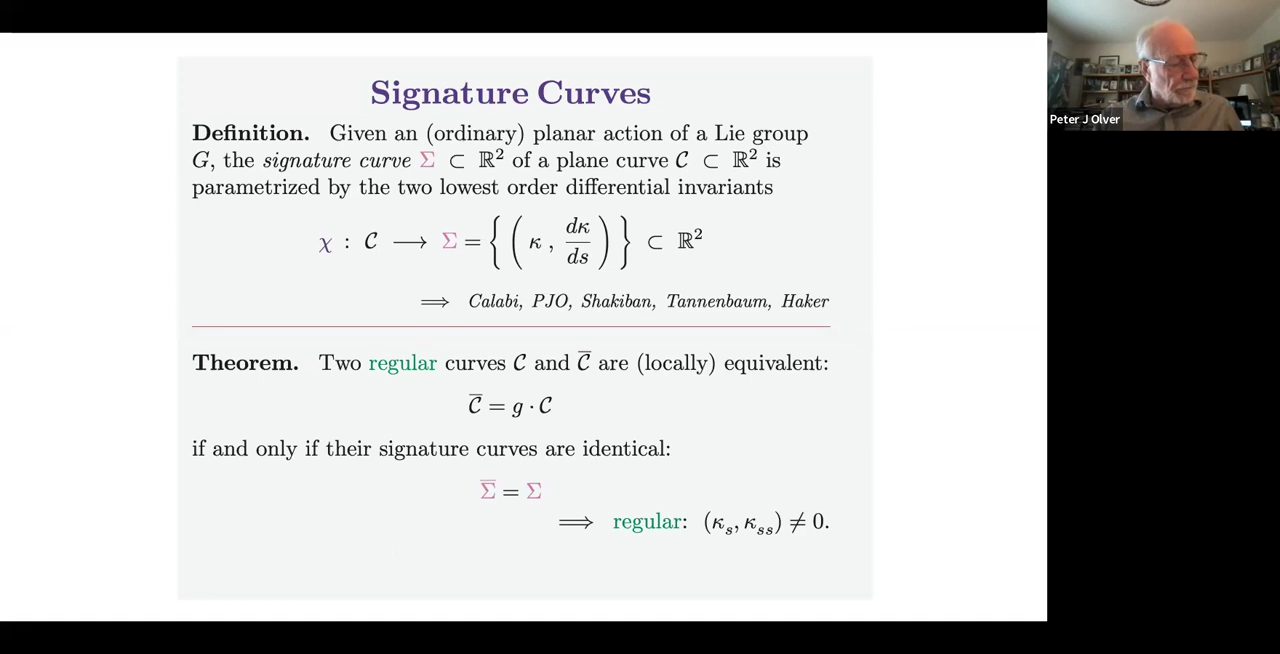 Signature Curves
Definition. Given an (ordinary) planar action of a Lie group
G, the signature curve Σ ⊂ ℝ² of a plane curve 𝒞 ⊂ ℝ² is
parametrized by the two lowest order differential invariants
χ : 𝒞 ⟶ Σ = { ( κ , dκ/ds ) } ⊂ ℝ²
⟹ Calabi, PJO, Shakiban, Tannenbaum, Haker
Theorem. Two regular curves 𝒞 and 𝒞̅ are (locally) equivalent:
𝒞̅ = g · 𝒞
if and only if their signature curves are identical:
Σ̅ = Σ
⟹ regular: (κₛ, κₛₛ) ≠ 0.
Peter J Olver